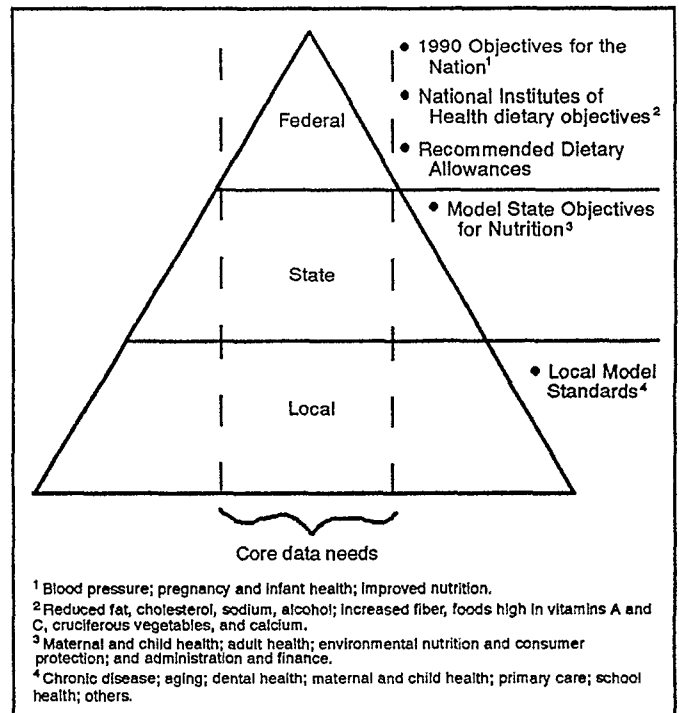 ● 1990 Objectives for the
Nation¹
● National Institutes of
Health dietary objectives²
Federal
● Recommended Dietary
Allowances
● Model State Objectives
for Nutrition³
State
● Local Model
Standards⁴
Local
Core data needs
¹ Blood pressure; pregnancy and infant health; improved nutrition.
² Reduced fat, cholesterol, sodium, alcohol; increased fiber, foods high in vitamins A and
C, cruciferous vegetables, and calcium.
³ Maternal and child health; adult health; environmental nutrition and consumer
protection; and administration and finance.
⁴ Chronic disease; aging; dental health; maternal and child health; primary care; school
health; others.